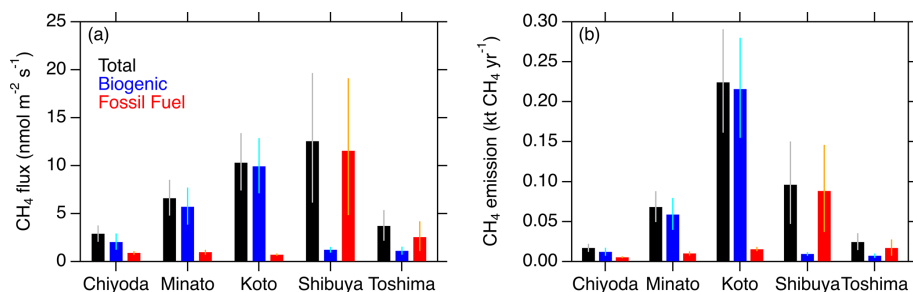 25
20
15
10
5
0
CH4 flux (nmol m-2 s-1)
(a)
Total
Biogenic
Fossil Fuel
Chiyoda Minato Koto Shibuya Toshima
0.30
0.25
0.20
0.15
0.10
0.05
0.00
CH4 emission (kt CH4 yr-1)
(b)
Chiyoda Minato Koto Shibuya Toshima